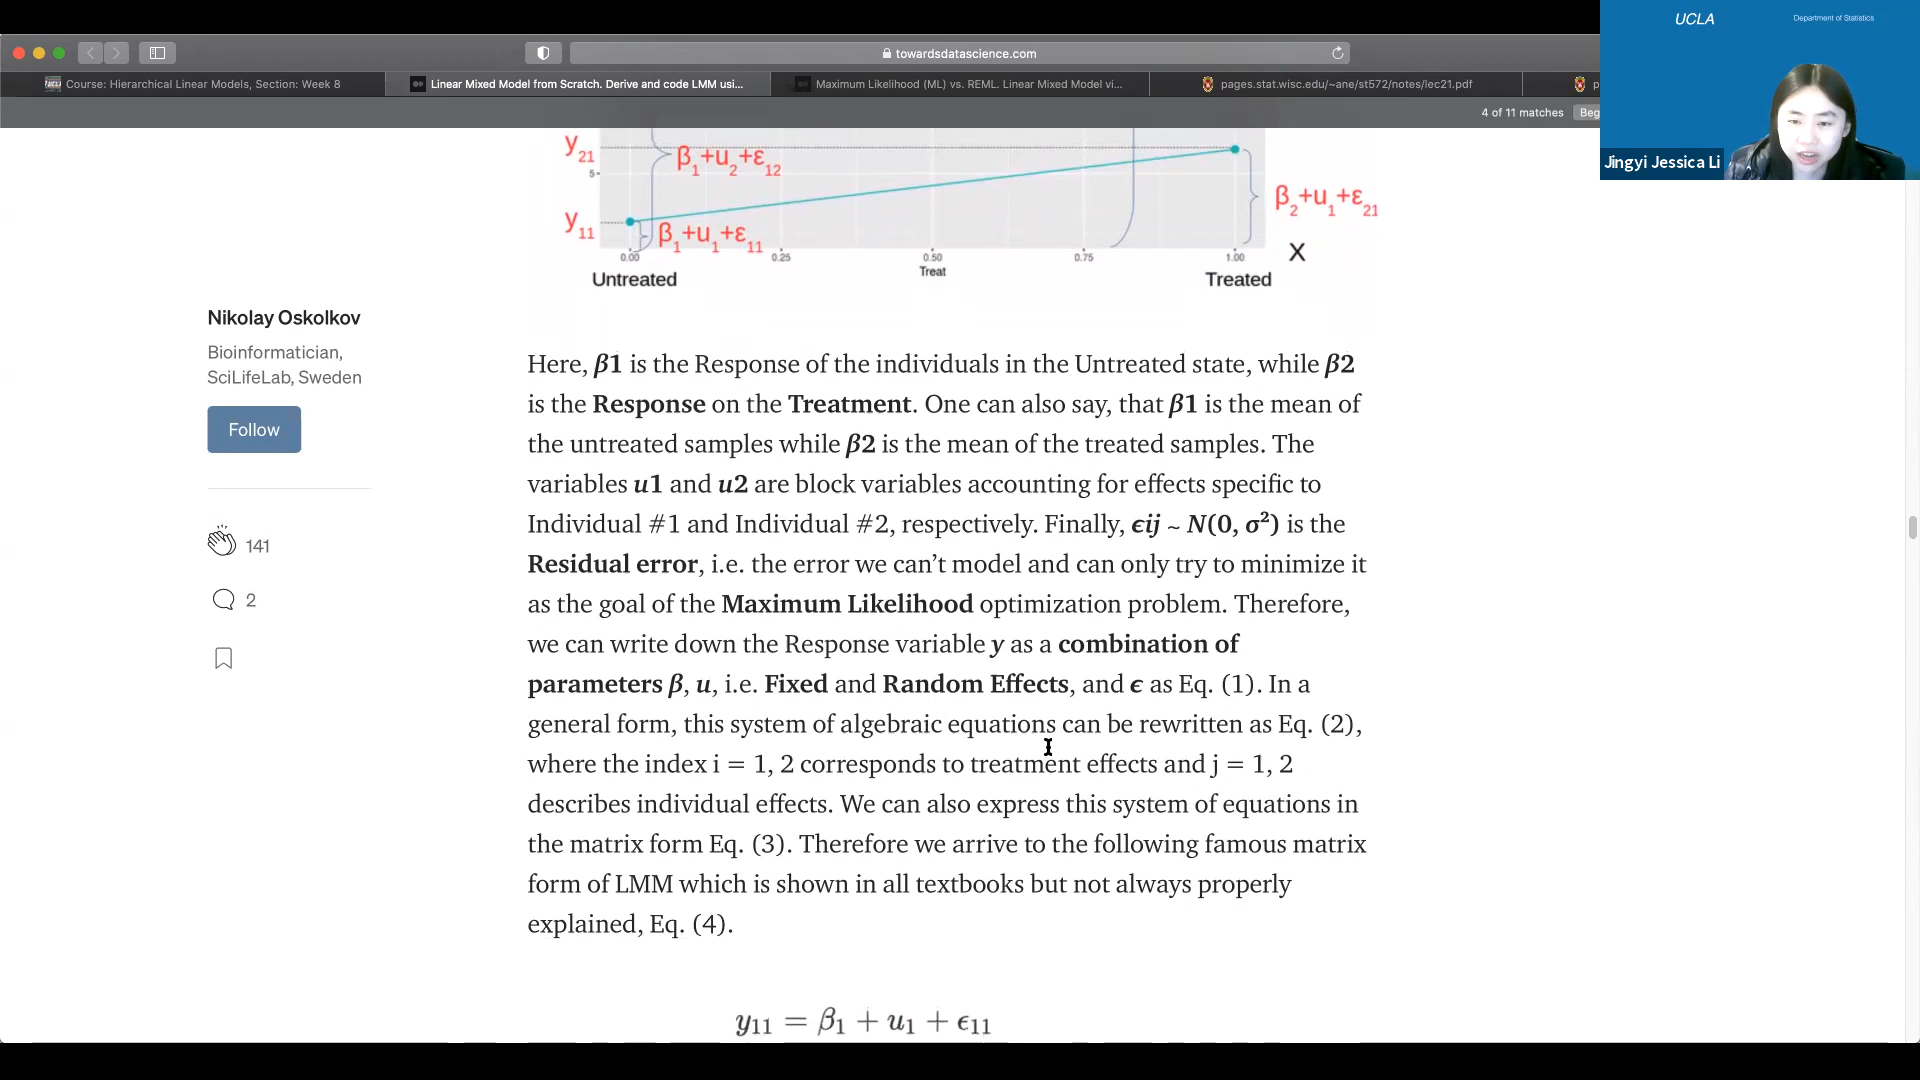 UCLA
Department of Statistics
towardsdatascience.com
Course: Hierarchical Linear Models, Section: Week 8
Linear Mixed Model from Scratch. Derive and code LMM usi...
Maximum Likelihood (ML) vs. REML. Linear Mixed Model vi...
pages.stat.wisc.edu/~ane/st572/notes/lec21.pdf
p
4 of 11 matches
Beg
Jingyi Jessica Li
y21
β1+u2+ε12
5
β2+u1+ε21
y11
β1+u1+ε11
0.00 0.25 0.50 0.75 1.00
X
Treat
Untreated
Treated
Nikolay Oskolkov
Bioinformatician,
SciLifeLab, Sweden
Follow
141
2
Here, β1 is the Response of the individuals in the Untreated state, while β2
is the Response on the Treatment. One can also say, that β1 is the mean of
the untreated samples while β2 is the mean of the treated samples. The
variables u1 and u2 are block variables accounting for effects specific to
Individual #1 and Individual #2, respectively. Finally, ϵij ~ N(0, σ²) is the
Residual error, i.e. the error we can’t model and can only try to minimize it
as the goal of the Maximum Likelihood optimization problem. Therefore,
we can write down the Response variable y as a combination of
parameters β, u, i.e. Fixed and Random Effects, and ϵ as Eq. (1). In a
general form, this system of algebraic equations can be rewritten as Eq. (2),
where the index i = 1, 2 corresponds to treatment effects and j = 1, 2
describes individual effects. We can also express this system of equations in
the matrix form Eq. (3). Therefore we arrive to the following famous matrix
form of LMM which is shown in all textbooks but not always properly
explained, Eq. (4).
y11 = β1 + u1 + ϵ11